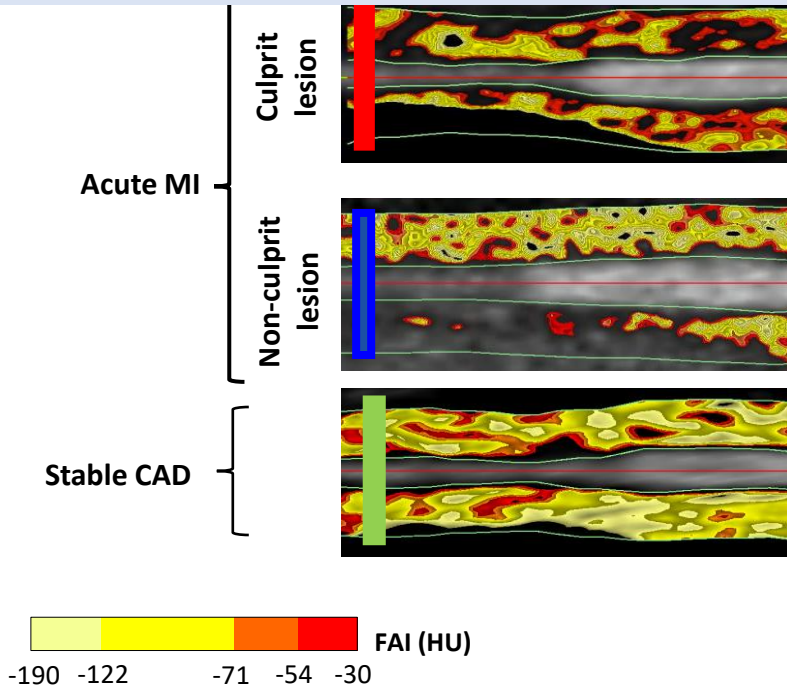 Culprit
lesion
Acute MI
Non-culprit
lesion
Stable CAD
FAI (HU)
-190 -122 -71 -54 -30